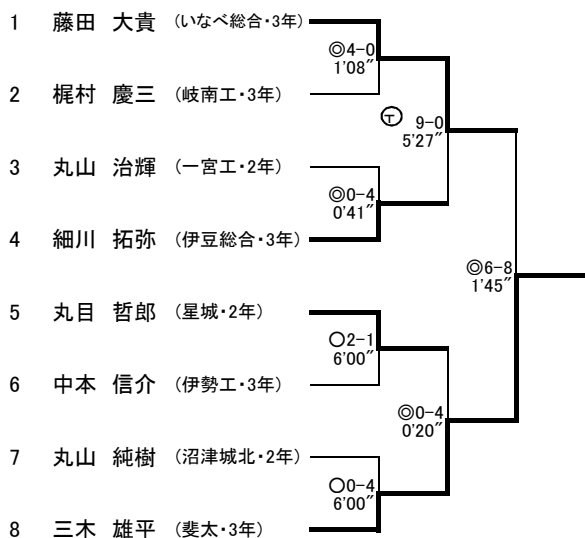 1 藤田 大貴 (いなべ総合・3年)
◎4-0
1'08"
2 梶村 慶三 (岐南工・3年)
Ⓣ 9-0
5'27"
3 丸山 治輝 (一宮工・2年)
◎0-4
0'41"
4 細川 拓弥 (伊豆総合・3年)
◎6-8
1'45"
5 丸目 哲郎 (星城・2年)
○2-1
6'00"
6 中本 信介 (伊勢工・3年)
◎0-4
0'20"
7 丸山 純樹 (沼津城北・2年)
○0-4
6'00"
8 三木 雄平 (斐太・3年)